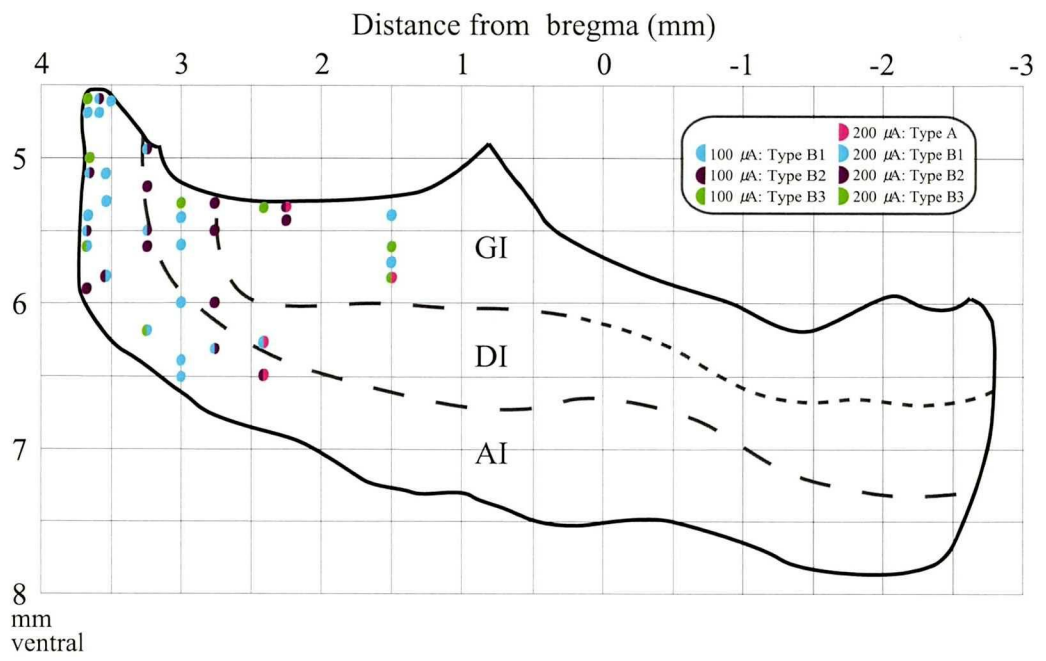 Distance from bregma (mm)
4 3 2 1 0 -1 -2 -3
200 µA: Type A
100 µA: Type B1 200 µA: Type B1
100 µA: Type B2 200 µA: Type B2
100 µA: Type B3 200 µA: Type B3
5
GI
6
DI
7
AI
8
mm
ventral